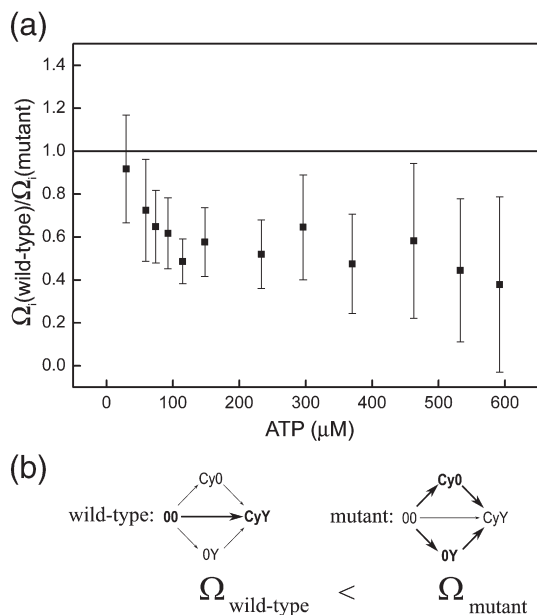 (a)
Ωᵢ(wild-type)/Ωᵢ(mutant)
1.4
1.2
1.0
0.8
0.6
0.4
0.2
0.0
0 100 200 300 400 500 600
ATP (μM)
(b)
wild-type: 00 Cy0 CyY 0Y
mutant: 00 Cy0 CyY 0Y
Ω wild-type < Ω mutant